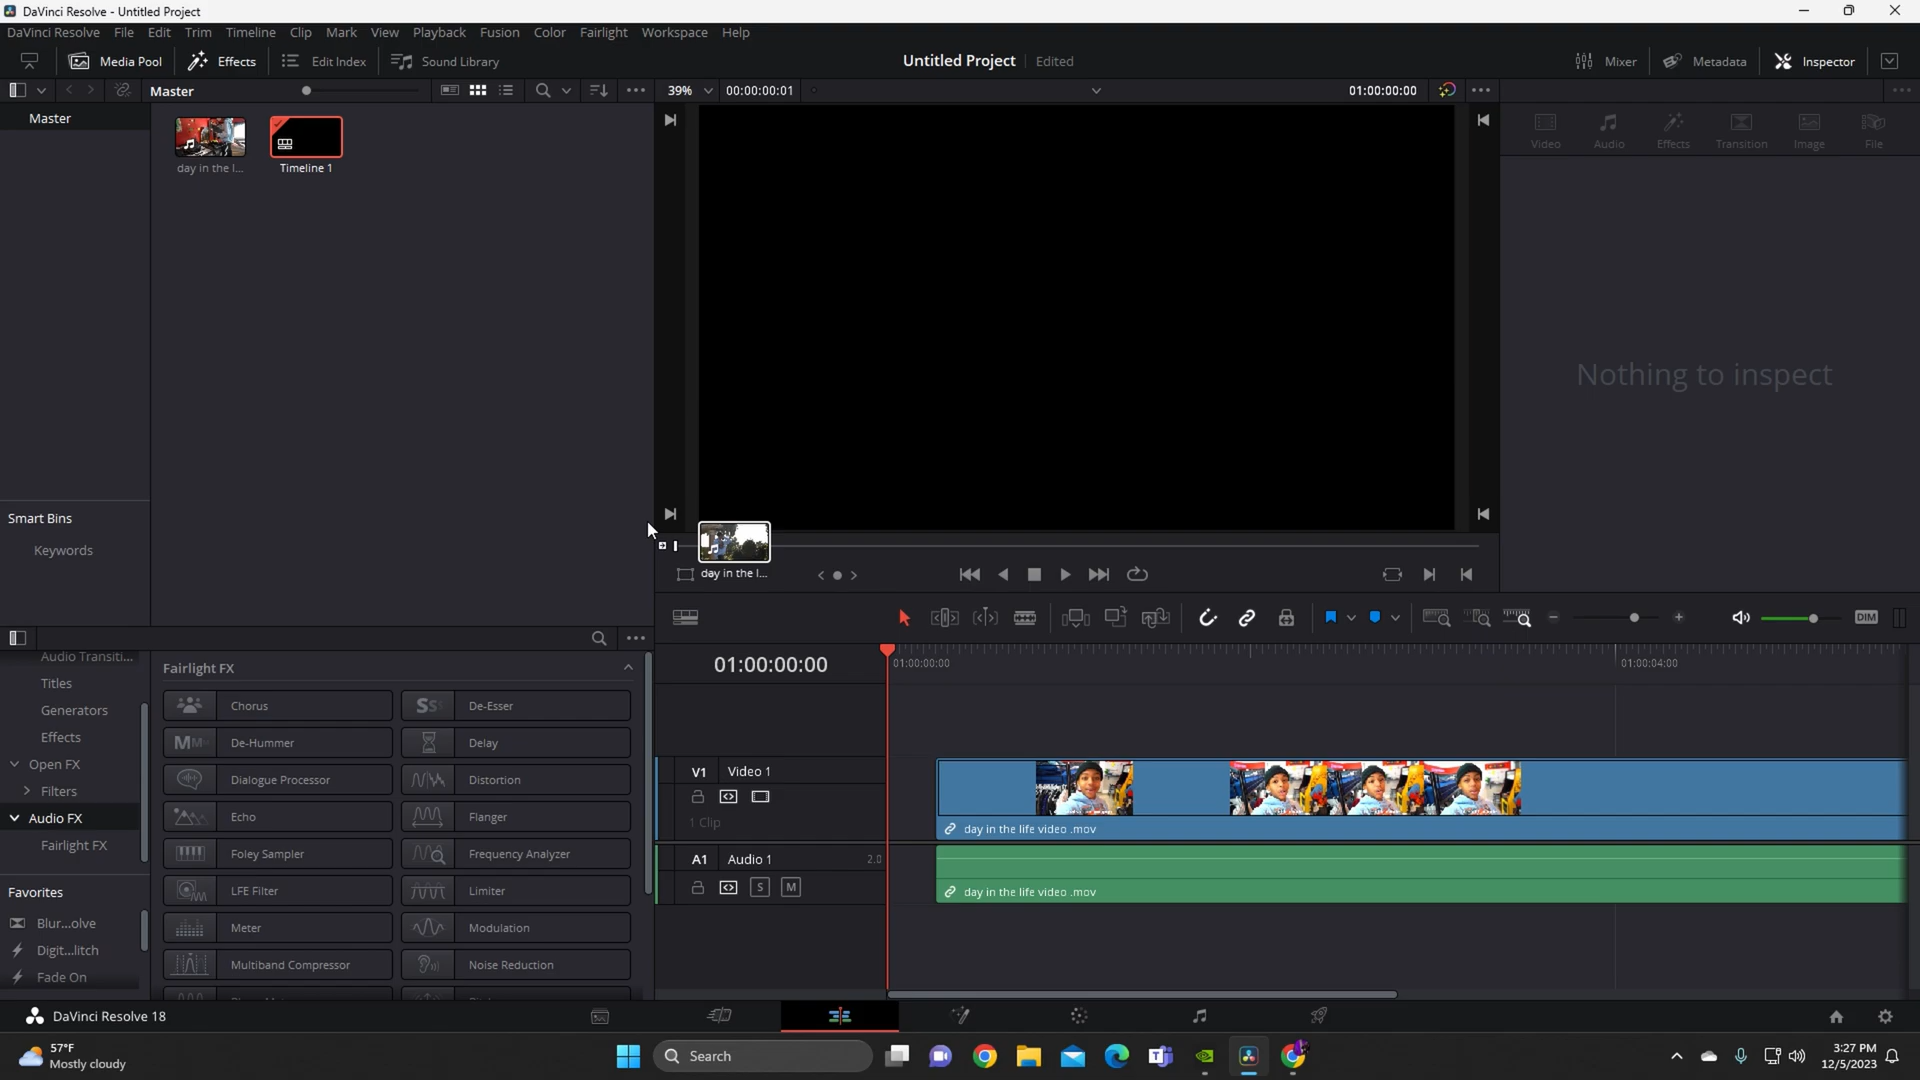 DaVinci Resolve - Untitled Project
DaVinci Resolve File Edit Trim Timeline Clip Mark View Playback Fusion Color Fairlight Workspace Help
Media Pool Effects Edit Index Sound Library
Untitled Project Edited
Mixer Metadata Inspector
Master
39% 00:00:00:01
01:00:00:00
Master
day in the l...
Timeline 1
Video Audio Effects Transition Image File
Nothing to inspect
Smart Bins
Keywords
day in the l...
DIM
Audio Transiti...
Titles
Generators
Effects
Open FX
Filters
Audio FX
Fairlight FX
Favorites
Blur...olve
Digit...litch
Fade On
Fairlight FX
Chorus De-Esser
De-Hummer Delay
Dialogue Processor Distortion
Echo Flanger
Foley Sampler Frequency Analyzer
LFE Filter Limiter
Meter Modulation
Multiband Compressor Noise Reduction
01:00:00:00
01:00:00:00
01:00:04:00
V1 Video 1
1 Clip
day in the life video .mov
A1 Audio 1 2.0
S M
day in the life video .mov
DaVinci Resolve 18
57°F
Mostly cloudy
Search
3:27 PM
12/5/2023